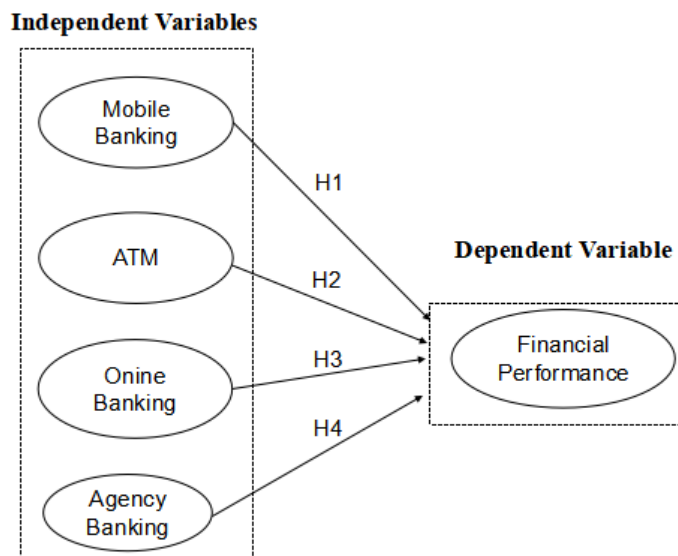 Independent Variables
Mobile
Banking
H1
ATM
H2
Dependent Variable
Onine
Banking
H3
Financial
Performance
H4
Agency
Banking